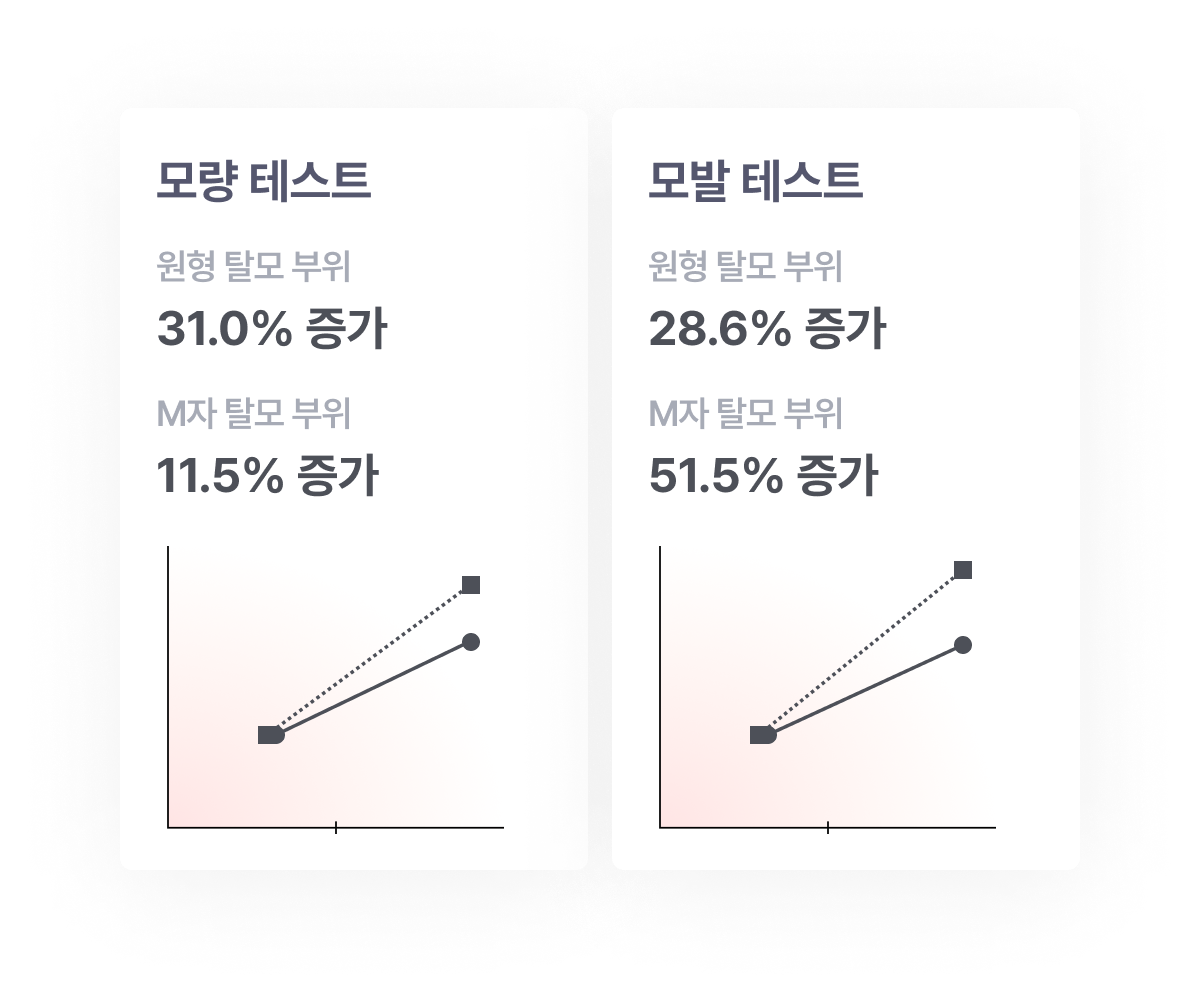 모량 테스트
원형 탈모 부위
31.0% 증가
M자 탈모 부위
11.5% 증가
모발 테스트
원형 탈모 부위
28.6% 증가
M자 탈모 부위
51.5% 증가